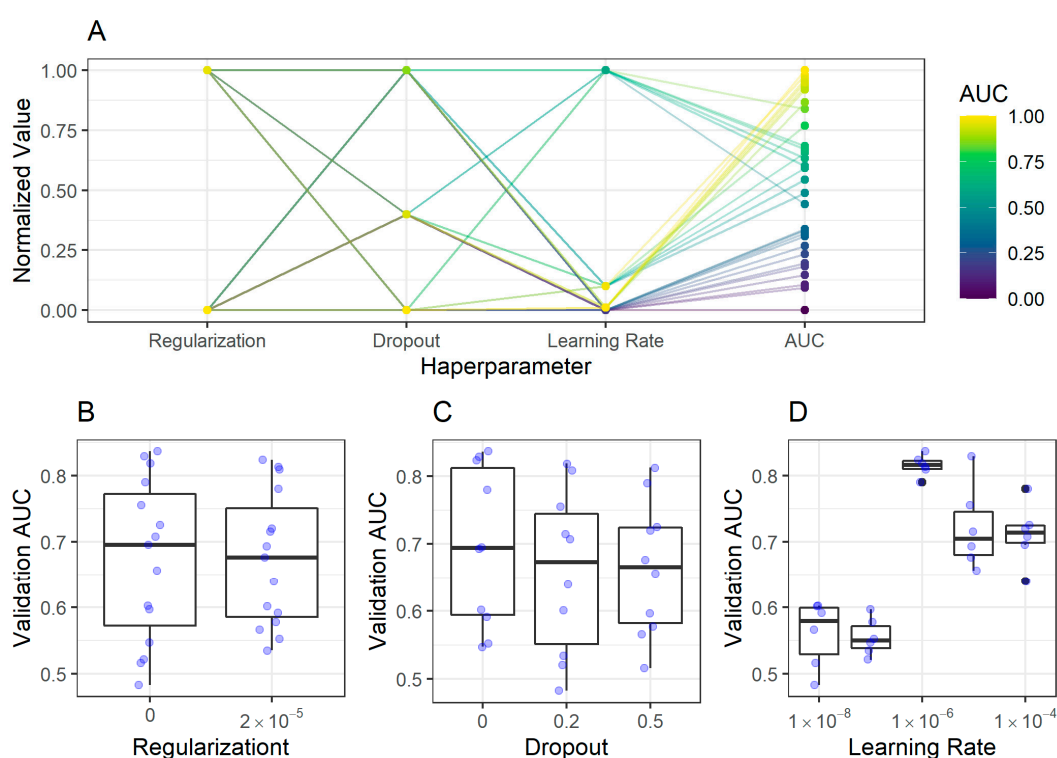 A
Normalized Value
1.00
0.75
0.50
0.25
0.00
Regularization Dropout Learning Rate AUC
Haperparameter
AUC
1.00
0.75
0.50
0.25
0.00
B
Validation AUC
0.8
0.7
0.6
0.5
0 2 × 10⁻⁵
Regularizationt
C
Validation AUC
0.8
0.7
0.6
0.5
0 0.2 0.5
Dropout
D
Validation AUC
0.8
0.7
0.6
0.5
1 × 10⁻⁸ 1 × 10⁻⁶ 1 × 10⁻⁴
Learning Rate